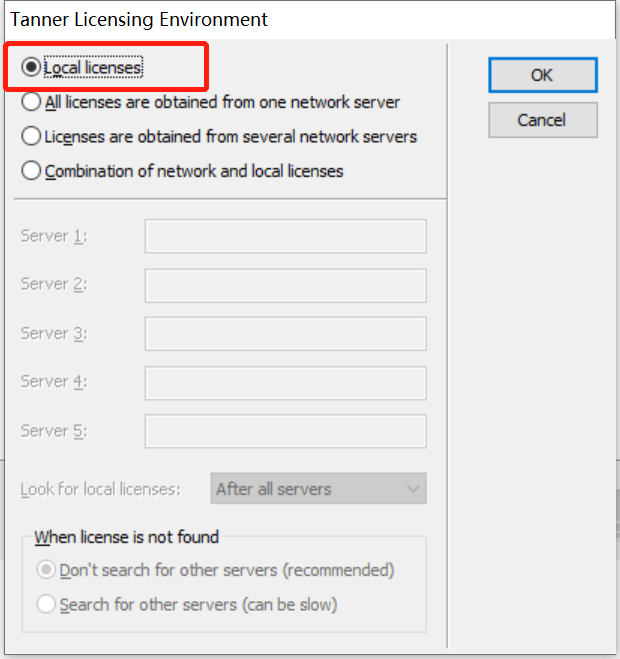 Tanner Licensing Environment
Local licenses
All licenses are obtained from one network server
Licenses are obtained from several network servers
Combination of network and local licenses
OK
Cancel
Server 1:
Server 2:
Server 3:
Server 4:
Server 5:
Look for local licenses: After all servers
When license is not found
Don't search for other servers (recommended)
Search for other servers (can be slow)